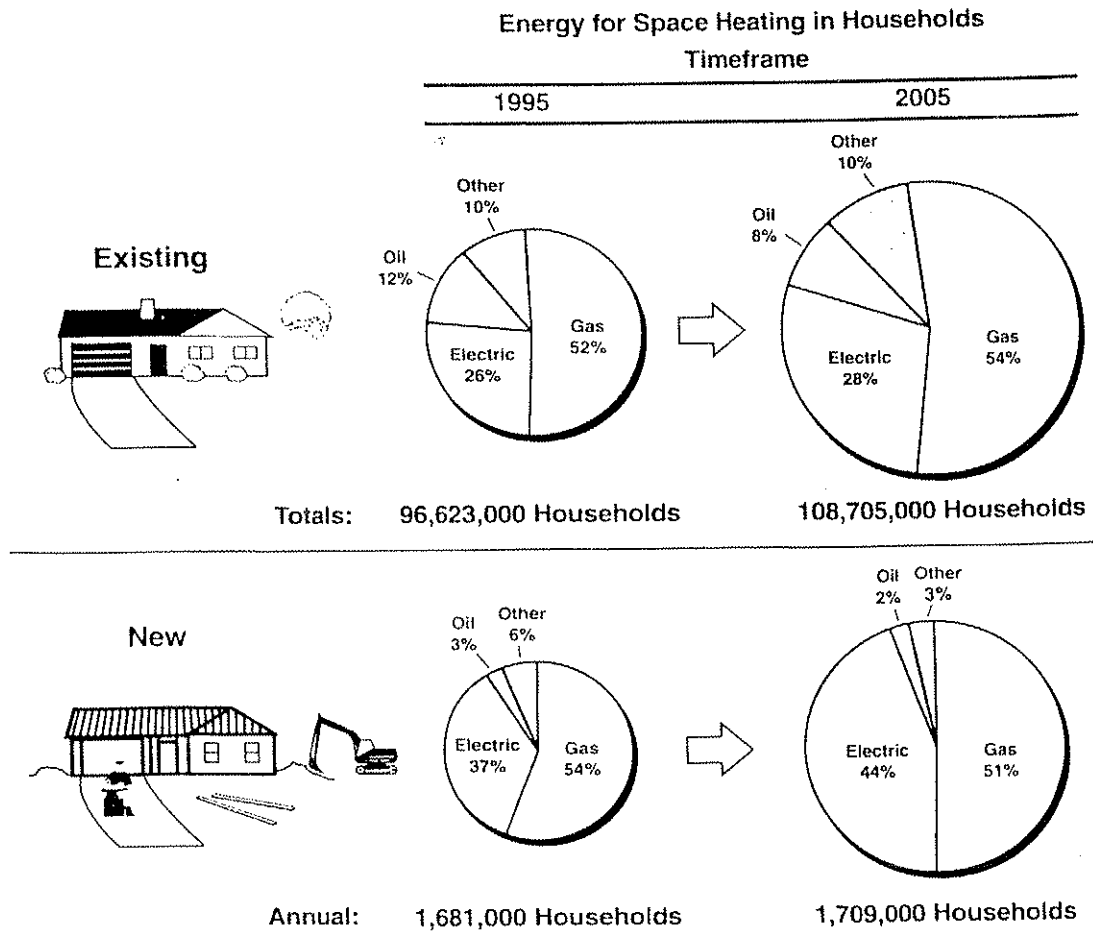 Energy for Space Heating in Households
Timeframe
1995
2005
Existing
Other
10%
Oil
12%
Electric
26%
Gas
52%
Other
10%
Oil
8%
Electric
28%
Gas
54%
Totals:
96,623,000 Households
108,705,000 Households
New
Oil
3%
Other
6%
Electric
37%
Gas
54%
Oil
2%
Other
3%
Electric
44%
Gas
51%
Annual:
1,681,000 Households
1,709,000 Households